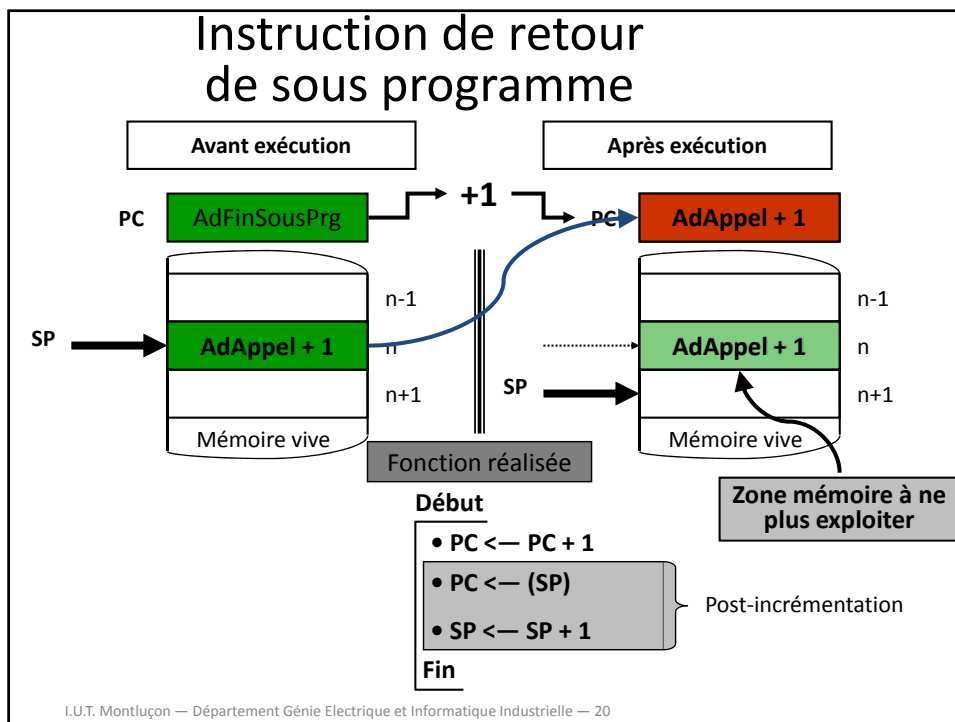 Instruction de retour
de sous programme
Avant exécution
Après exécution
PC
AdFinSousPrg
+1
PC
AdAppel + 1
n-1
n-1
SP
AdAppel + 1
n
AdAppel + 1
n
n+1
SP
n+1
Mémoire vive
Mémoire vive
Fonction réalisée
Zone mémoire à ne
plus exploiter
Début
• PC <— PC + 1
• PC <— (SP)
• SP <— SP + 1
Post-incrémentation
Fin
I.U.T. Montluçon — Département Génie Electrique et Informatique Industrielle — 20